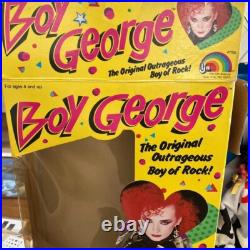 Boy George
The Original Outrageous
Boy of Rock!
For ages 4 and up
Boy George
The Original
Outrageous
Boy of Rock!